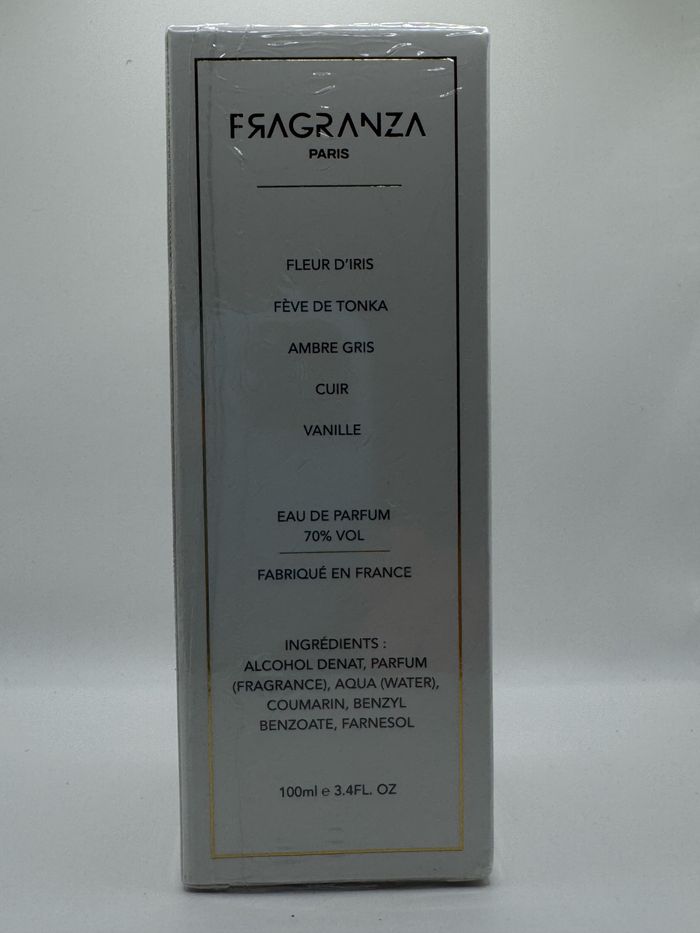 FRAGRANZA
PARIS
FLEUR D'IRIS
FÈVE DE TONKA
AMBRE GRIS
CUIR
VANILLE
EAU DE PARFUM
70% VOL
FABRIQUÉ EN FRANCE
INGRÉDIENTS :
ALCOHOL DENAT, PARFUM
(FRAGRANCE), AQUA (WATER),
COUMARIN, BENZYL
BENZOATE, FARNESOL
100ml e 3.4FL. OZ